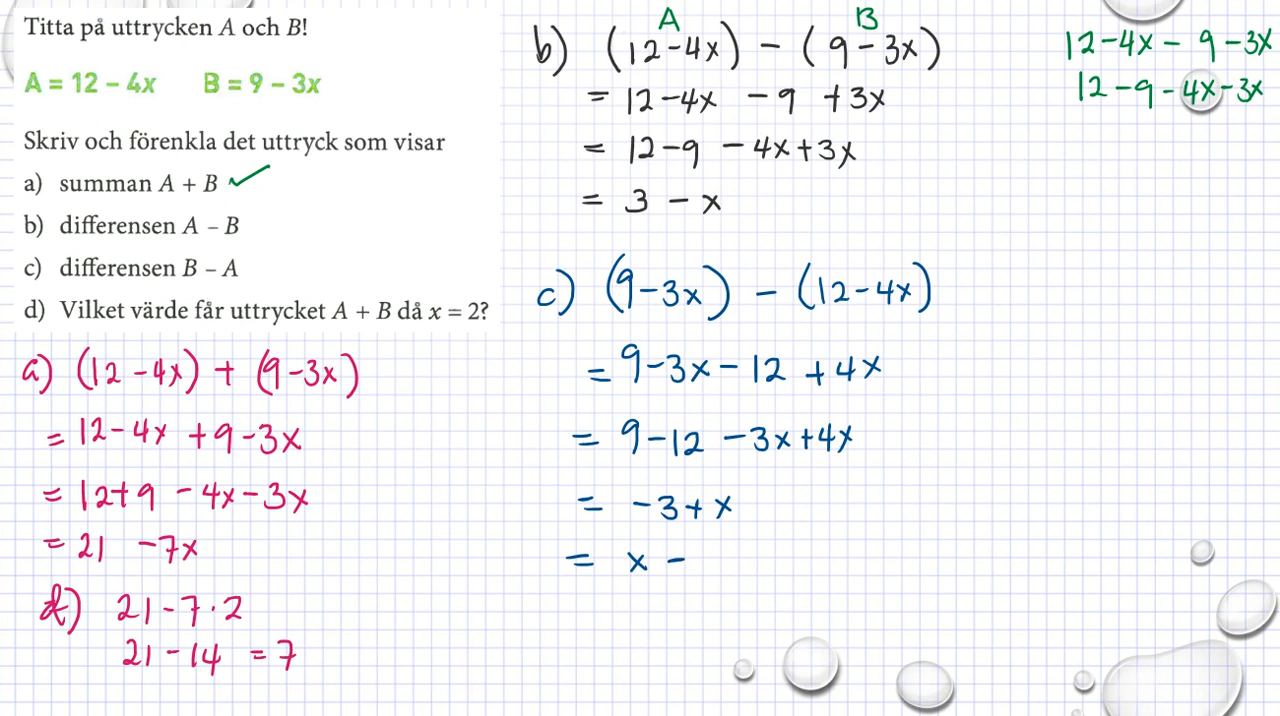 Titta på uttrycken A och B!
A = 12 – 4x B = 9 – 3x
Skriv och förenkla det uttryck som visar
a) summan A + B ✓
b) differensen A – B
c) differensen B – A
d) Vilket värde får uttrycket A + B då x = 2?
a) (12 - 4x) + (9 - 3x)
= 12 - 4x + 9 - 3x
= 12 + 9 - 4x - 3x
= 21 - 7x
d) 21 - 7 · 2
21 - 14 = 7
A B
b) (12 - 4x) - (9 - 3x)
= 12 - 4x - 9 + 3x
= 12 - 9 - 4x + 3x
= 3 - x
c) (9 - 3x) - (12 - 4x)
= 9 - 3x - 12 + 4x
= 9 - 12 - 3x + 4x
= -3 + x
= x -
12 - 4x - 9 - 3x
12 - 9 - 4x - 3x